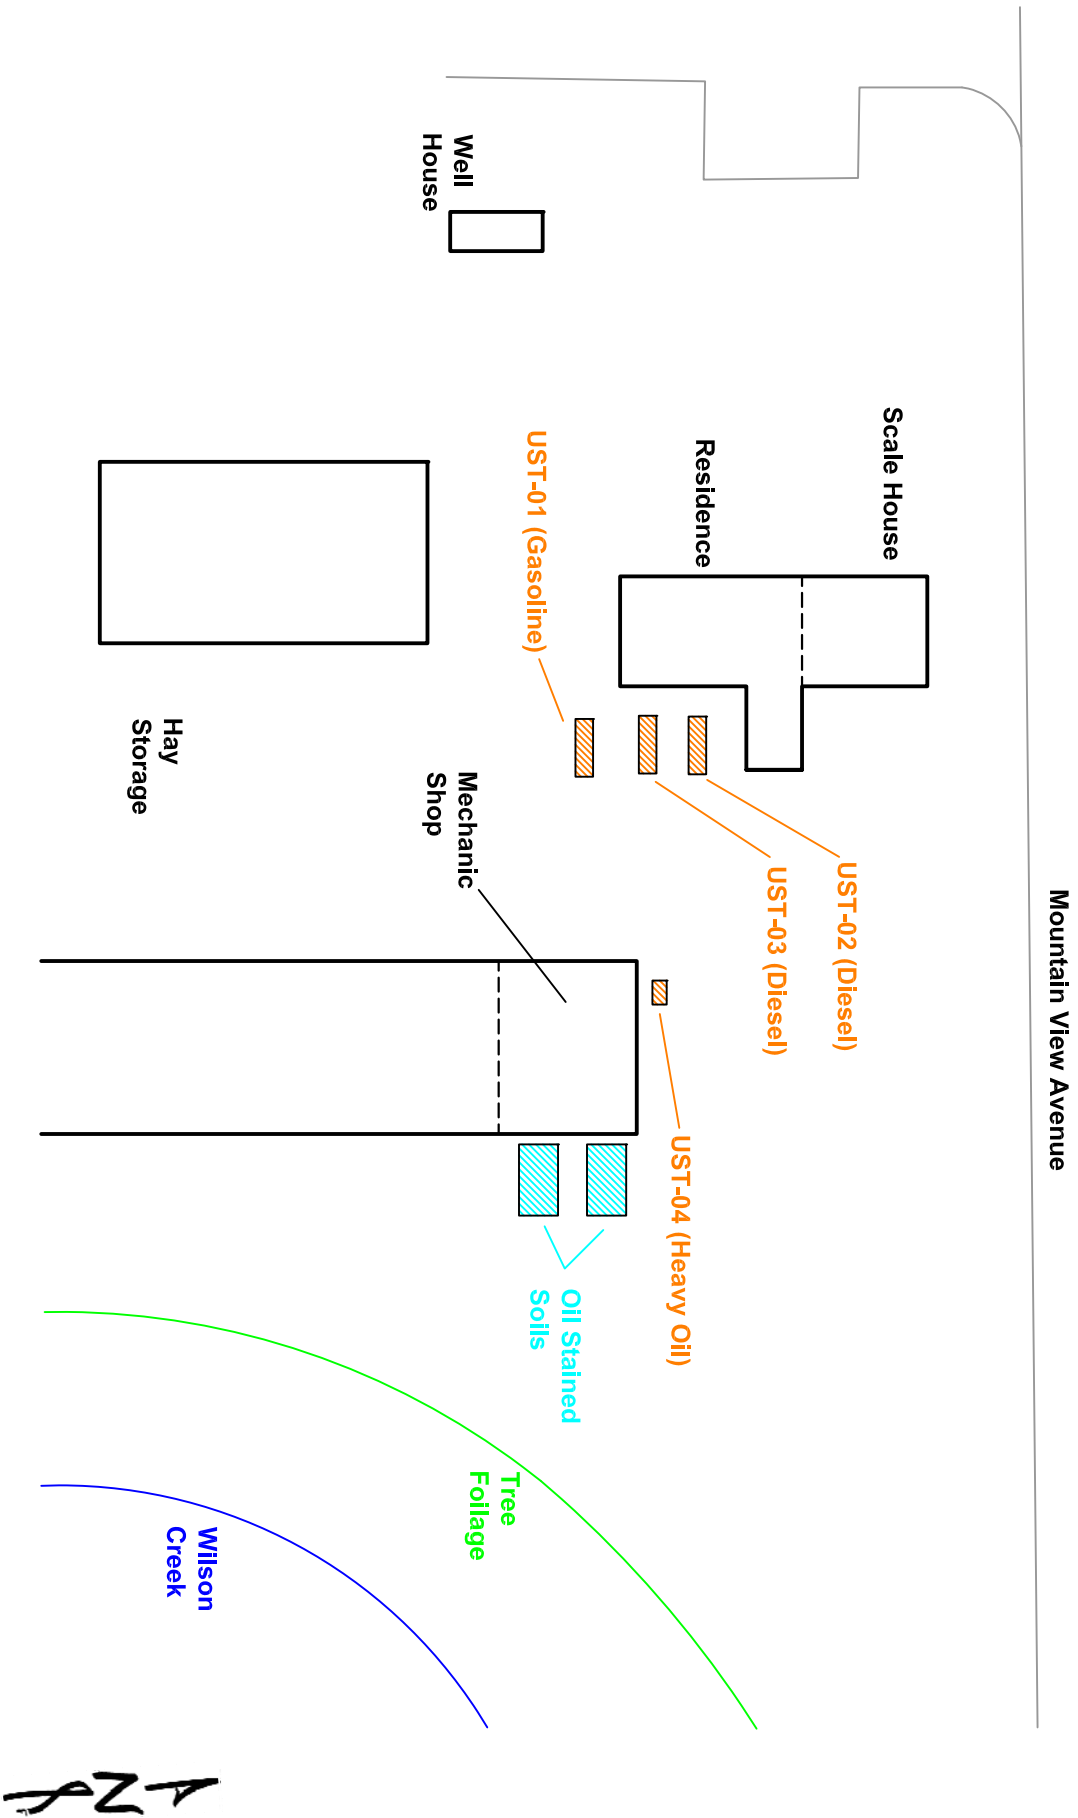 Mountain View Avenue
Scale House
Residence
Well
House
UST-01 (Gasoline)
UST-02 (Diesel)
UST-03 (Diesel)
Mechanic
Shop
Hay
Storage
UST-04 (Heavy Oil)
Oil Stained
Soils
Tree
Foilage
Wilson
Creek
N